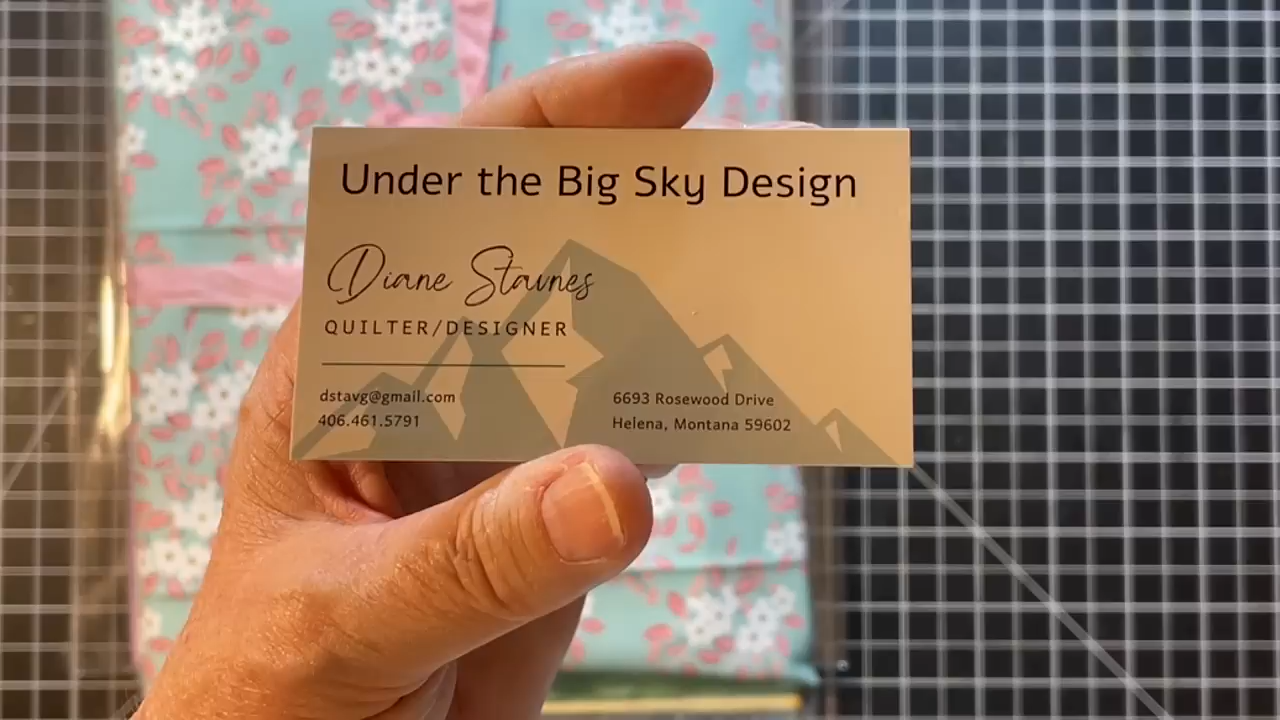 Under the Big Sky Design
Diane Stavnes
QUILTER/DESIGNER
dstavg@gmail.com
406.461.5791
6693 Rosewood Drive
Helena, Montana 59602